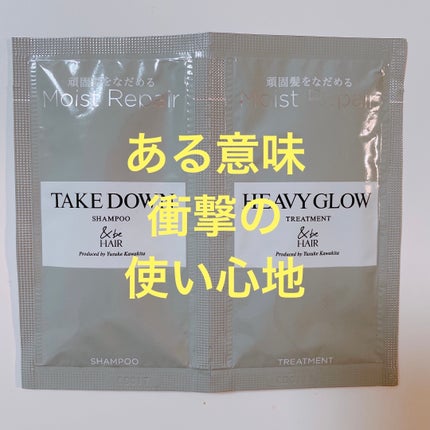 頑固髪をなだめる
Moist Repair
TAKE DOWN
SHAMPOO
&be
HAIR
Produced by Yusuke Kawakita
SHAMPOO
頑固髪をなだめる
Moist Repair
HEAVY GLOW
TREATMENT
&be
HAIR
Produced by Yusuke Kawakita
TREATMENT
ある意味
衝撃の
使い心地